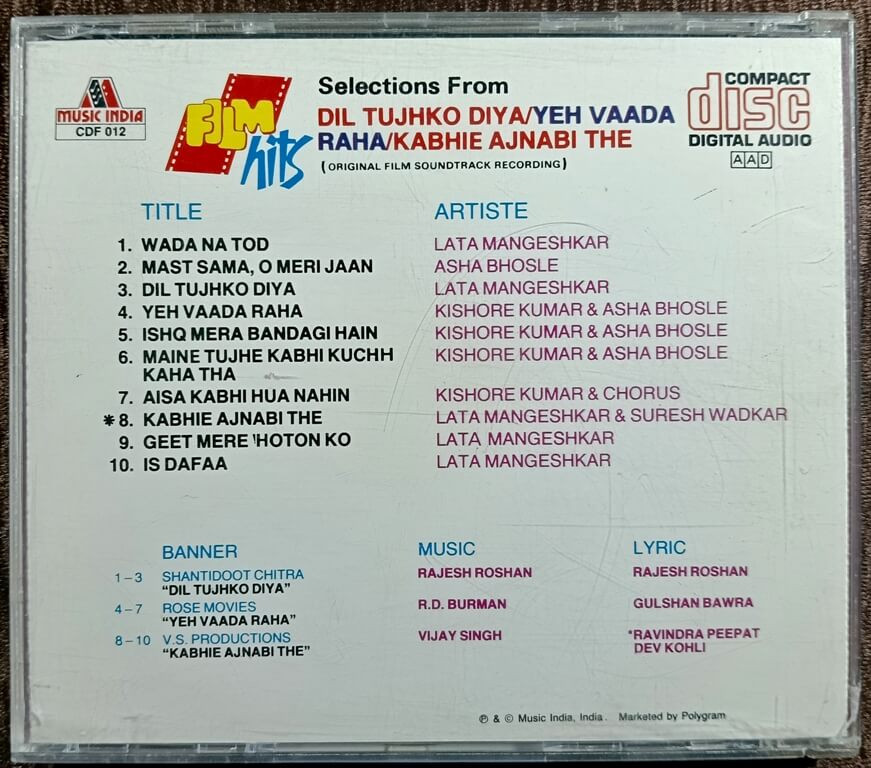 MUSIC INDIA
CDF 012
FILM
hits
Selections From
DIL TUJHKO DIYA/YEH VAADA
RAHA/KABHIE AJNABI THE
(ORIGINAL FILM SOUNDTRACK RECORDING)
COMPACT
disc
DIGITAL AUDIO
AAD
TITLE ARTISTE
1. WADA NA TOD LATA MANGESHKAR
2. MAST SAMA, O MERI JAAN ASHA BHOSLE
3. DIL TUJHKO DIYA LATA MANGESHKAR
4. YEH VAADA RAHA KISHORE KUMAR & ASHA BHOSLE
5. ISHQ MERA BANDAGI HAIN KISHORE KUMAR & ASHA BHOSLE
6. MAINE TUJHE KABHI KUCHH KISHORE KUMAR & ASHA BHOSLE
KAHA THA
7. AISA KABHI HUA NAHIN KISHORE KUMAR & CHORUS
*8. KABHIE AJNABI THE LATA MANGESHKAR & SURESH WADKAR
9. GEET MERE HOTON KO LATA MANGESHKAR
10. IS DAFAA LATA MANGESHKAR
BANNER MUSIC LYRIC
1–3 SHANTIDOOT CHITRA RAJESH ROSHAN RAJESH ROSHAN
"DIL TUJHKO DIYA"
4–7 ROSE MOVIES R.D. BURMAN GULSHAN BAWRA
"YEH VAADA RAHA"
8–10 V.S. PRODUCTIONS VIJAY SINGH *RAVINDRA PEEPAT
"KABHIE AJNABI THE" DEV KOHLI
℗ & © Music India, India. Marketed by Polygram